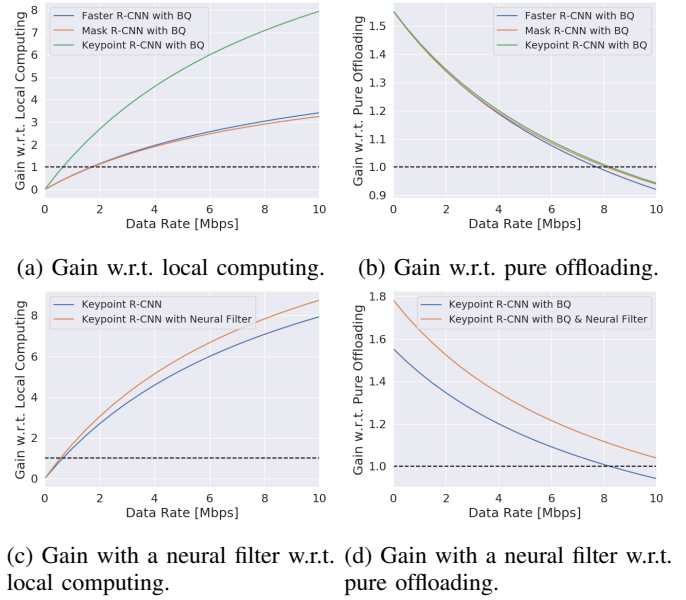 Gain w.r.t. Local Computing
8
7
6
5
4
3
2
1
0
Faster R-CNN with BQ
Mask R-CNN with BQ
Keypoint R-CNN with BQ
0 2 4 6 8 10
Data Rate [Mbps]
Gain w.r.t. Pure Offloading
1.5
1.4
1.3
1.2
1.1
1.0
0.9
Faster R-CNN with BQ
Mask R-CNN with BQ
Keypoint R-CNN with BQ
0 2 4 6 8 10
Data Rate [Mbps]
(a) Gain w.r.t. local computing.
(b) Gain w.r.t. pure offloading.
Gain w.r.t. Local Computing
8
6
4
2
0
Keypoint R-CNN
Keypoint R-CNN with Neural Filter
0 2 4 6 8 10
Data Rate [Mbps]
Gain w.r.t. Pure Offloading
1.8
1.6
1.4
1.2
1.0
Keypoint R-CNN with BQ
Keypoint R-CNN with BQ & Neural Filter
0 2 4 6 8 10
Data Rate [Mbps]
(c) Gain with a neural filter w.r.t.
local computing.
(d) Gain with a neural filter w.r.t.
pure offloading.